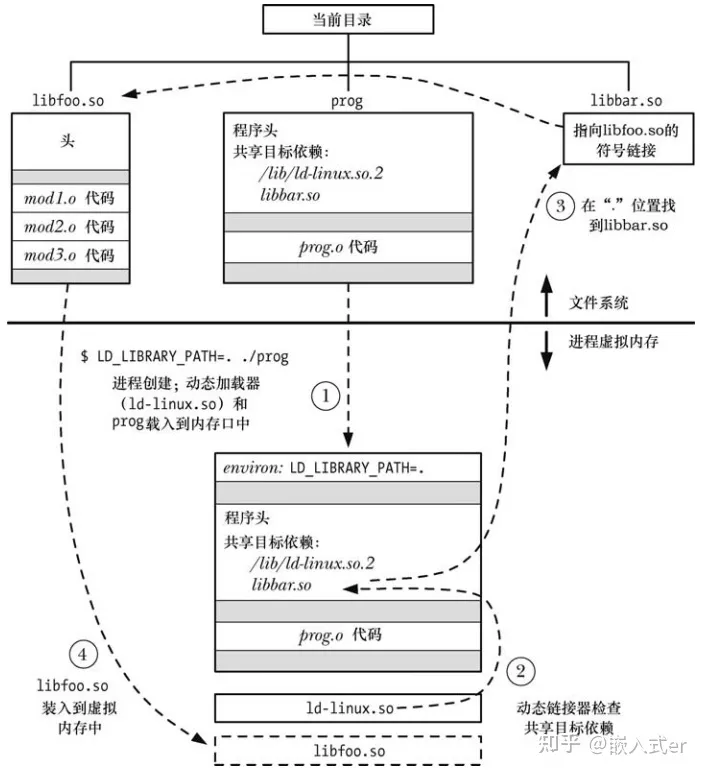 当前目录
libfoo.so
prog
libbar.so
头
mod1.o 代码
mod2.o 代码
mod3.o 代码
程序头
共享目标依赖:
/lib/ld-linux.so.2
libbar.so
prog.o 代码
指向libfoo.so的
符号链接
③ 在“.”位置找
到libbar.so
文件系统
进程虚拟内存
$ LD_LIBRARY_PATH=. ./prog
进程创建；动态加载器
(ld-linux.so) 和
prog载入到内存口中
①
environ: LD_LIBRARY_PATH=.
程序头
共享目标依赖:
/lib/ld-linux.so.2
libbar.so
prog.o 代码
④
libfoo.so
装入到虚拟
内存中
②
动态链接器检查
共享目标依赖
ld-linux.so
libfoo.so
知乎 @嵌入式er